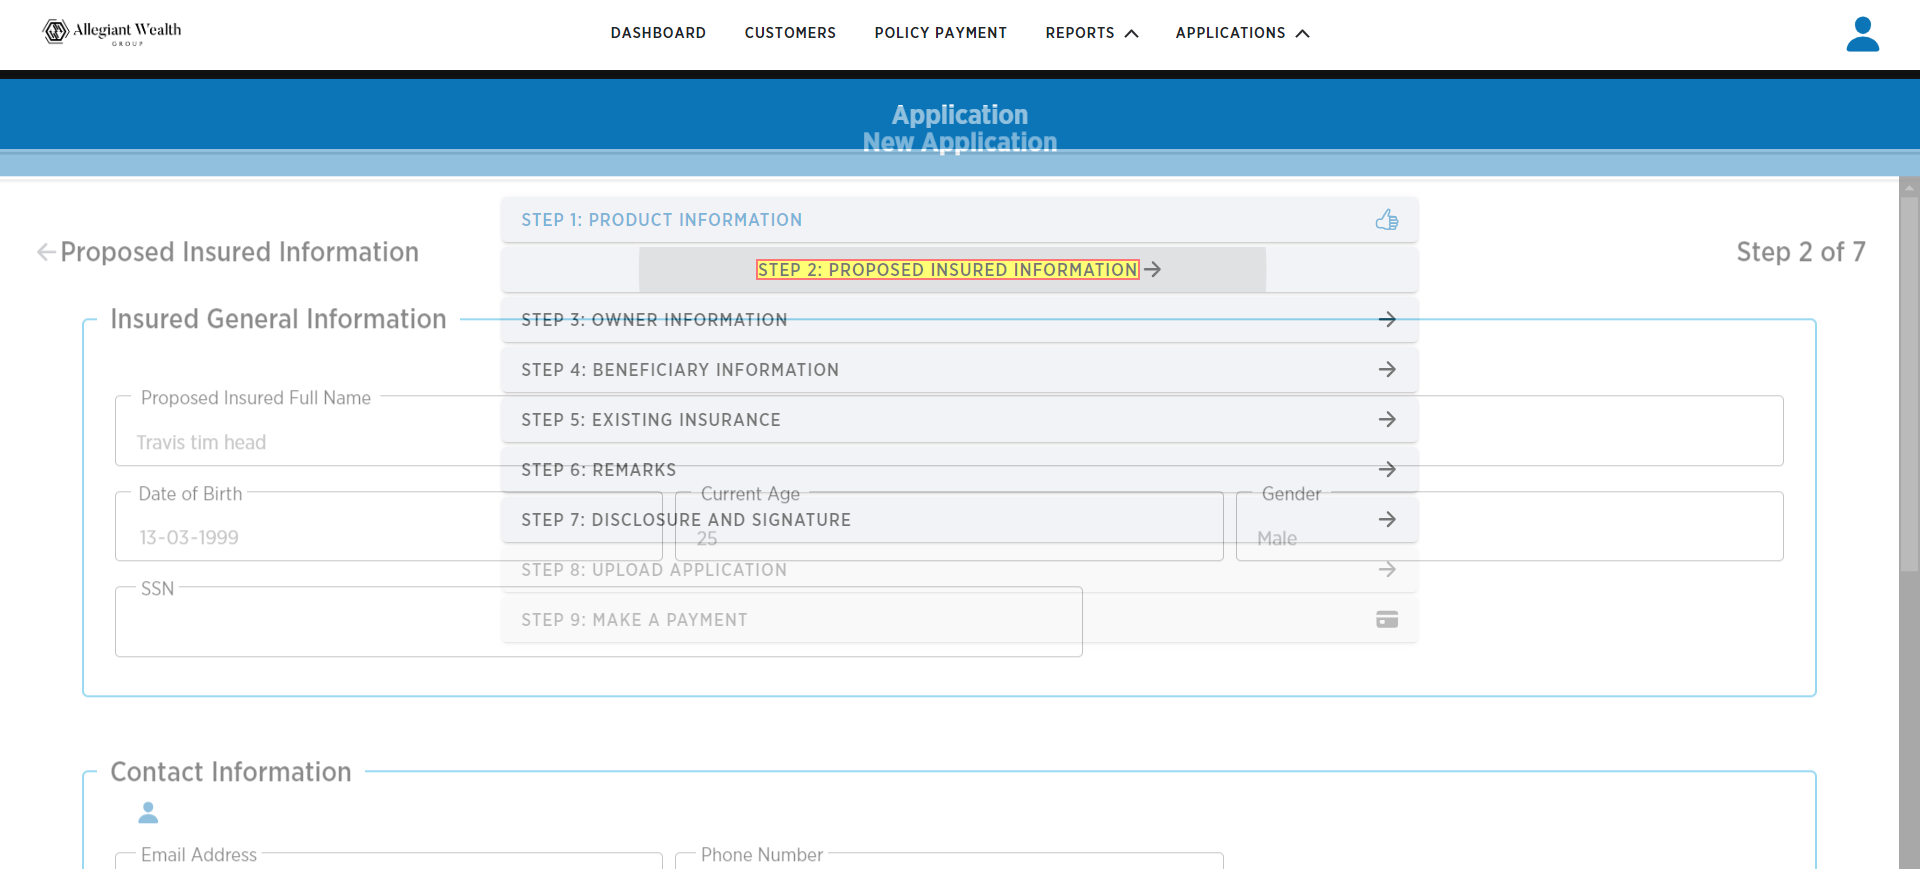 Allegiant Wealth
GROUP
DASHBOARD
CUSTOMERS
POLICY PAYMENT
REPORTS
APPLICATIONS
Application
New Application
STEP 1: PRODUCT INFORMATION
Proposed Insured Information
Step 2 of 7
STEP 2: PROPOSED INSURED INFORMATION
Insured General Information
STEP 3: OWNER INFORMATION
STEP 4: BENEFICIARY INFORMATION
Proposed Insured Full Name
STEP 5: EXISTING INSURANCE
Travis tim head
STEP 6: REMARKS
Date of Birth
Current Age
Gender
STEP 7: DISCLOSURE AND SIGNATURE
13-03-1999
25
Male
STEP 8: UPLOAD APPLICATION
SSN
STEP 9: MAKE A PAYMENT
Contact Information
Email Address
Phone Number